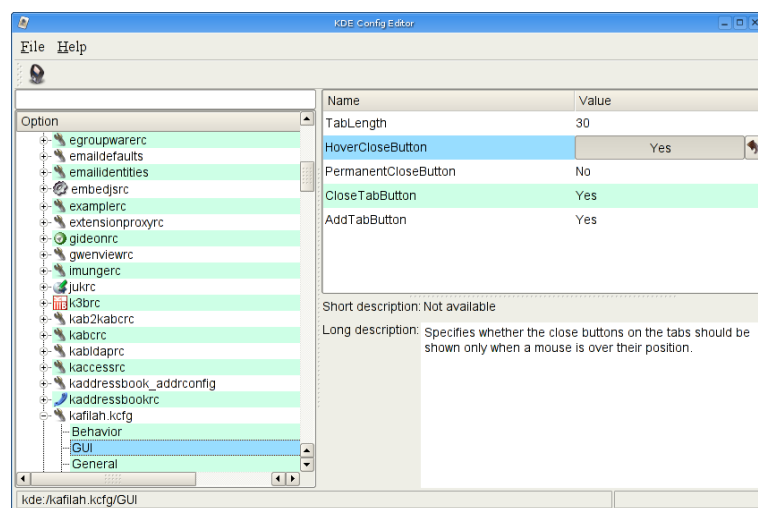 KDE Config Editor
File Help
Name Value
Option
egroupwarerc
emaildefaults
emailidentities
embedjsrc
examplerc
extensionproxyrc
gideonrc
gwenviewrc
imungerc
jukrc
k3brc
kab2kabcrc
kabcrc
kabldaprc
kaccessrc
kaddressbook_addrconfig
kaddressbookrc
kafilah.kcfg
Behavior
GUI
General
TabLength 30
HoverCloseButton Yes
PermanentCloseButton No
CloseTabButton Yes
AddTabButton Yes
Short description: Not available
Long description: Specifies whether the close buttons on the tabs should be
shown only when a mouse is over their position.
kde:/kafilah.kcfg/GUI